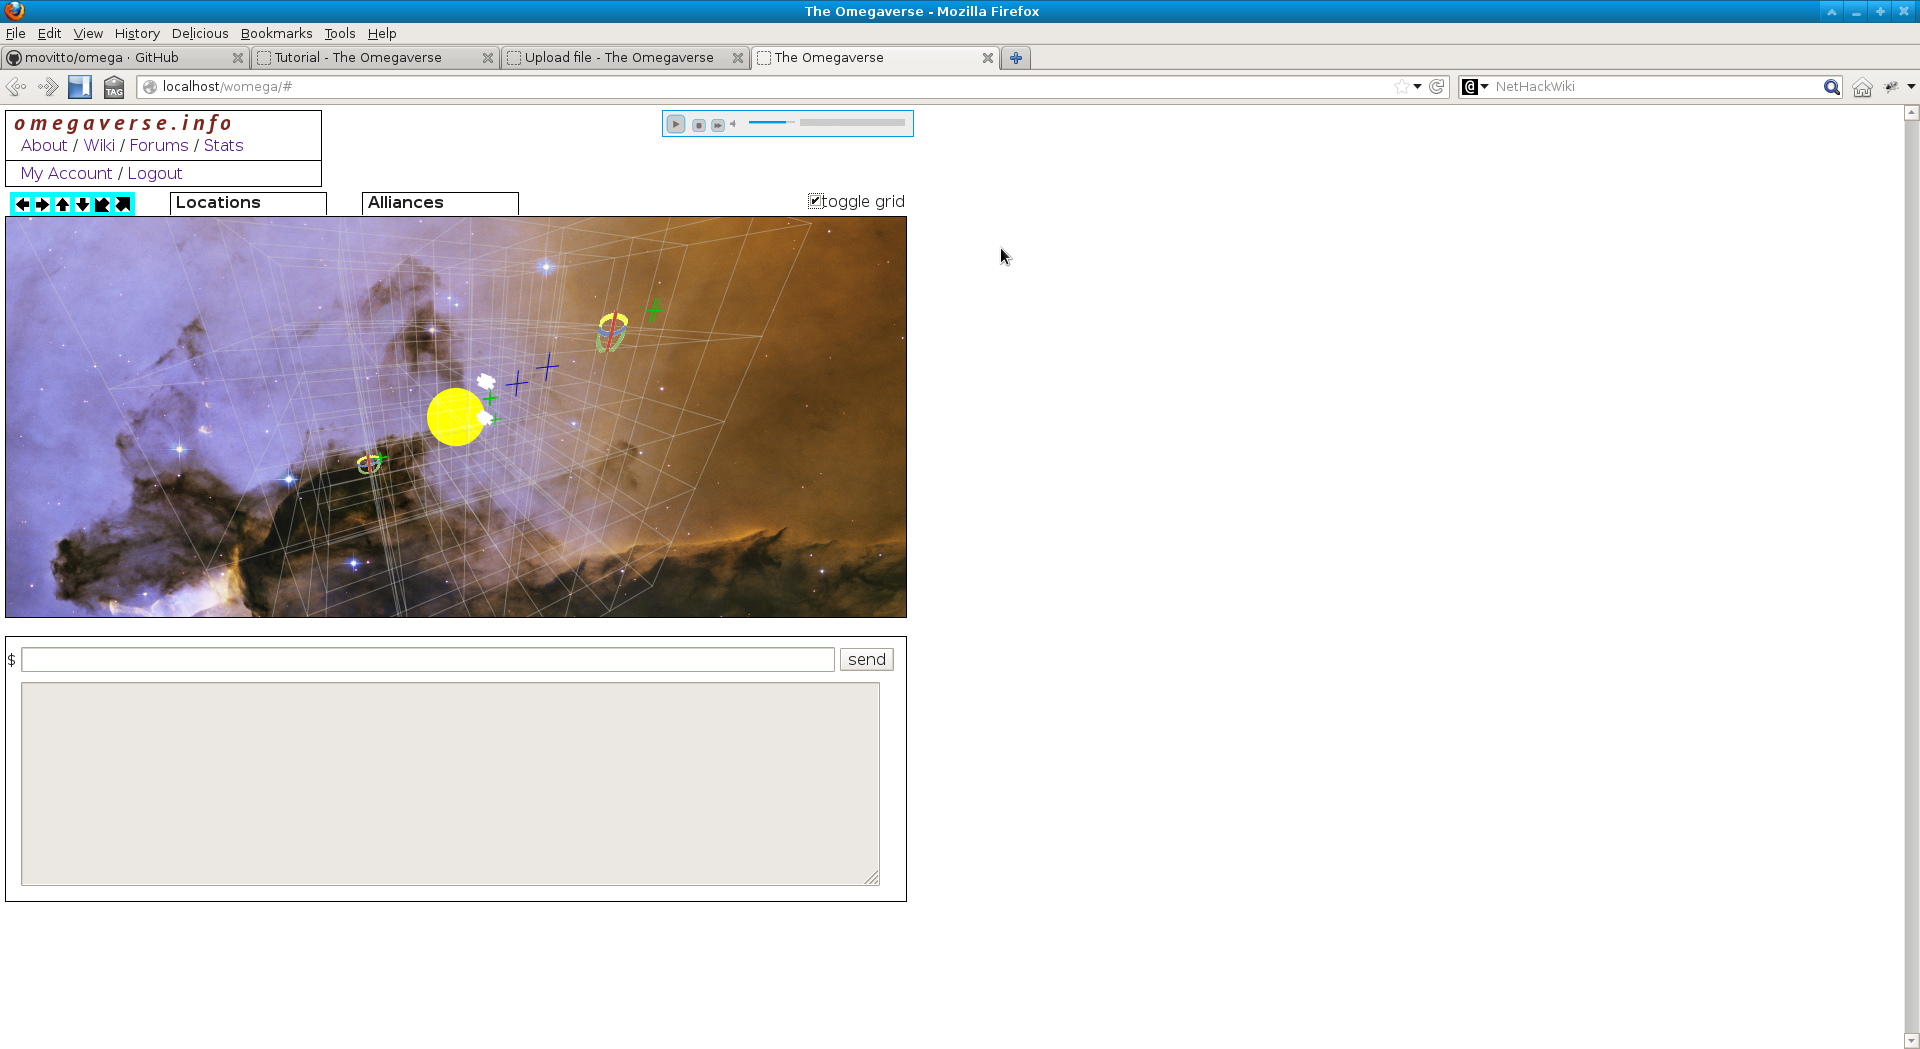 The Omegaverse - Mozilla Firefox
File Edit View History Delicious Bookmarks Tools Help
movitto/omega · GitHub
Tutorial - The Omegaverse
Upload file - The Omegaverse
The Omegaverse
TAG
localhost/womega/#
@
NetHackWiki
omegaverse.info
About / Wiki / Forums / Stats
My Account / Logout
Locations
Alliances
toggle grid
$
send